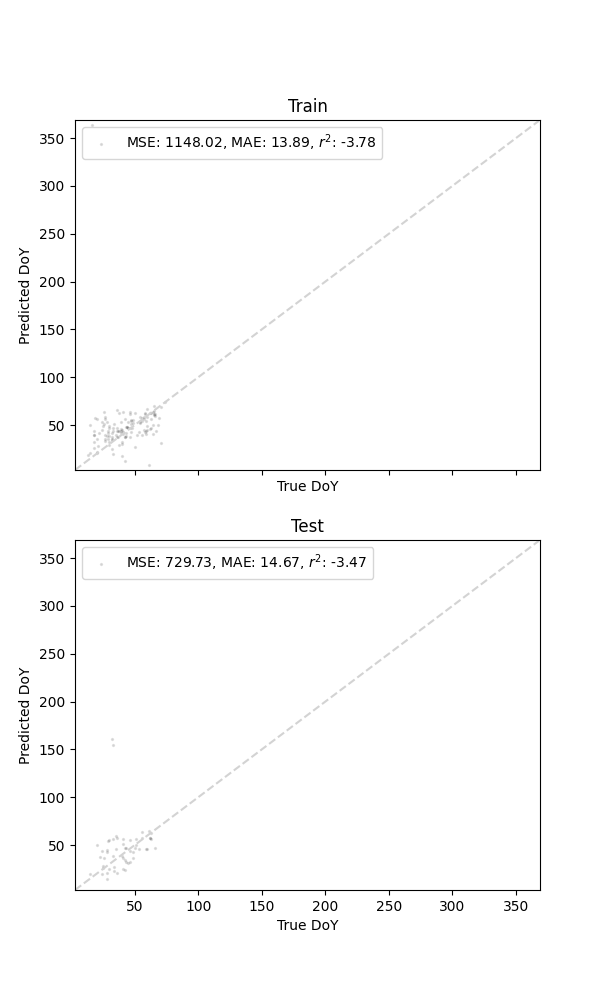 Train
MSE: 1148.02, MAE: 13.89, r²: -3.78
350
300
250
200
150
100
50
Predicted DoY
True DoY
Test
MSE: 729.73, MAE: 14.67, r²: -3.47
350
300
250
200
150
100
50
Predicted DoY
50 100 150 200 250 300 350
True DoY